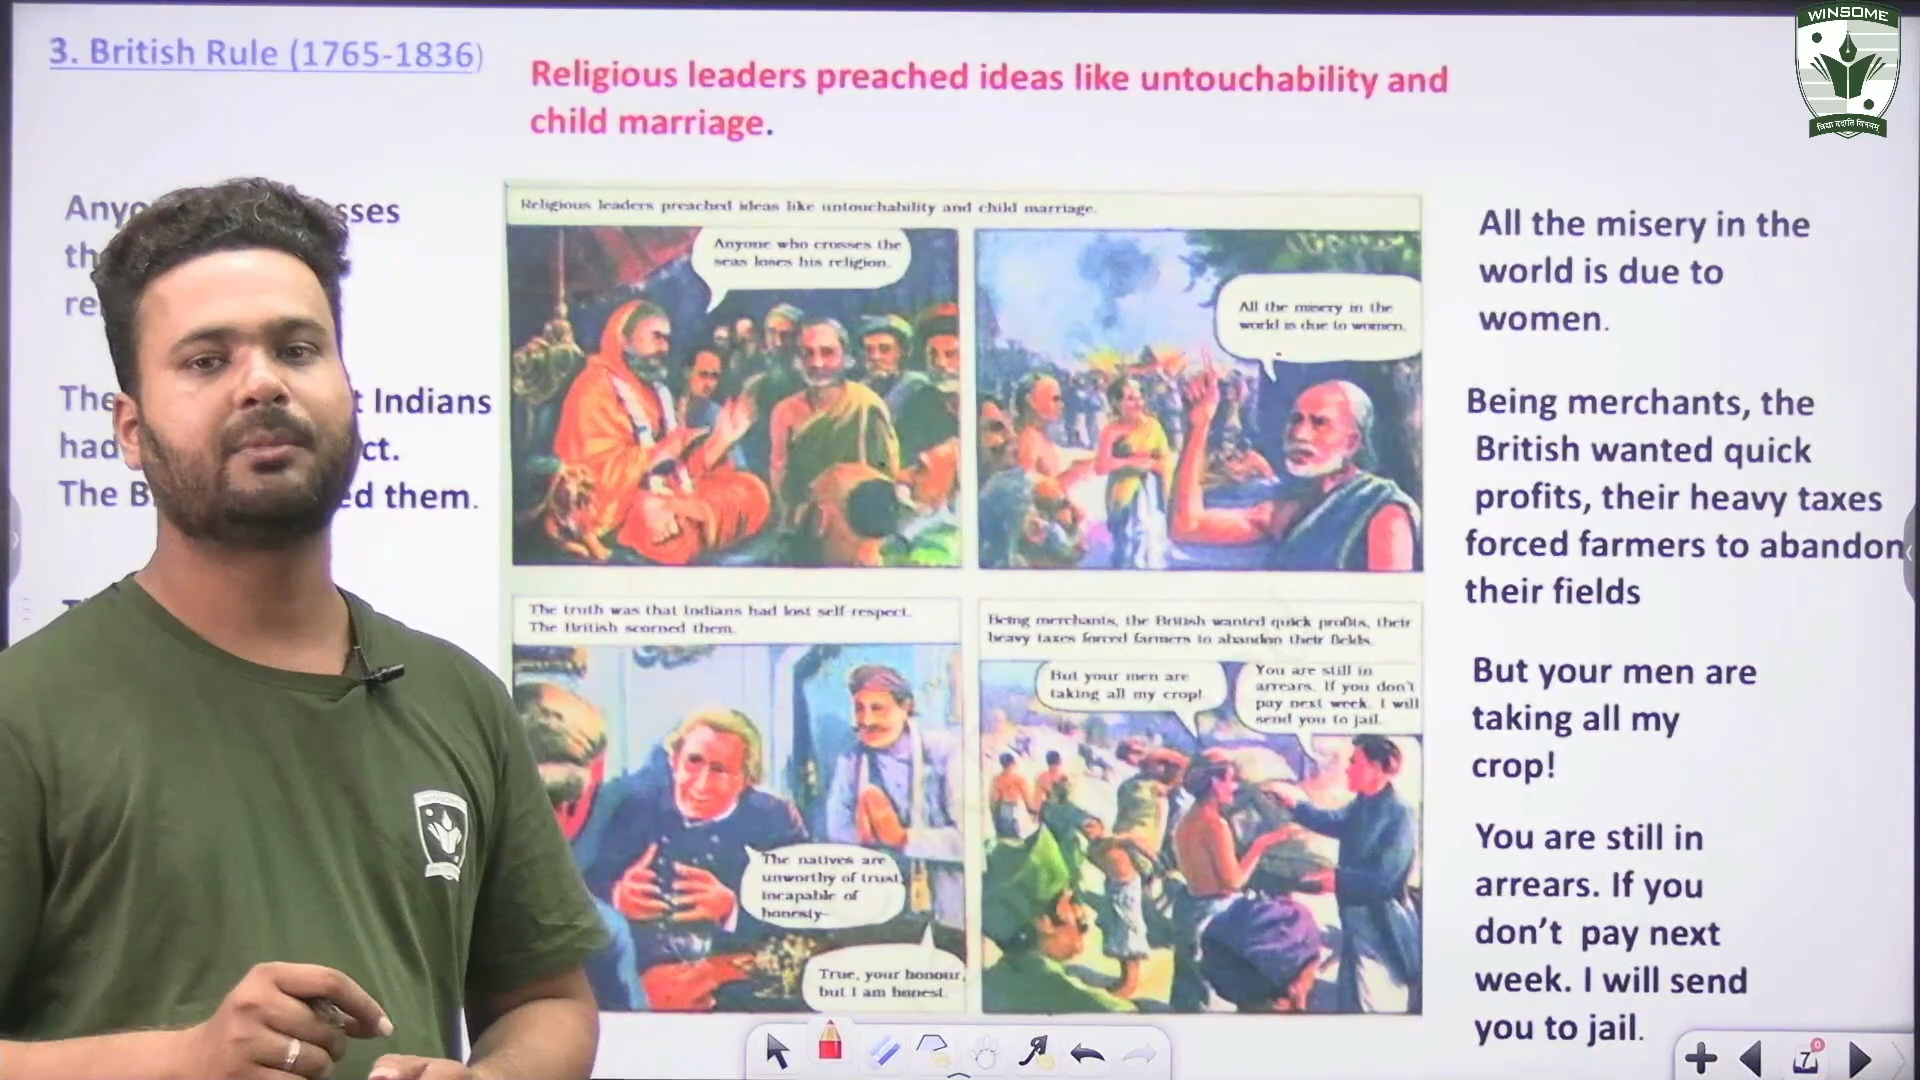 3. British Rule (1765-1836)
Religious leaders preached ideas like untouchability and
child marriage.
sses
t Indians
had ct.
The B ed them.
Religious leaders preached ideas like untouchability and child marriage.
Anyone who crosses the
seas loses his religion.
All the misery in the
world is due to women.
The truth was that Indians had lost self-respect.
The British scorned them.
The natives are
unworthy of trust,
incapable of
honesty-
True, your honour,
but I am honest.
Being merchants, the British wanted quick profits, their
heavy taxes forced farmers to abandon their fields.
But your men are
taking all my crop!
You are still in
arrears. If you don't
pay next week. I will
send you to jail.
All the misery in the
world is due to
women.
Being merchants, the
British wanted quick
profits, their heavy taxes
forced farmers to abandon
their fields
But your men are
taking all my
crop!
You are still in
arrears. If you
don't pay next
week. I will send
you to jail.
WINSOME
विद्या ददाति विनयम्
WINSOME
7
0